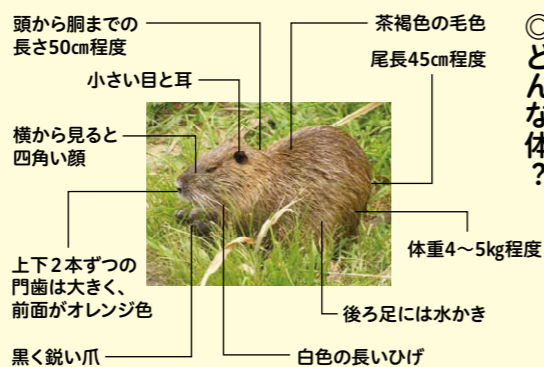 ◎どんな体？
頭から胴までの
長さ50㎝程度
小さい目と耳
横から見ると
四角い顔
上下２本ずつの
門歯は大きく、
前面がオレンジ色
黒く鋭い爪
茶褐色の毛色
尾長45㎝程度
体重4～5㎏程度
後ろ足には水かき
白色の長いひげ